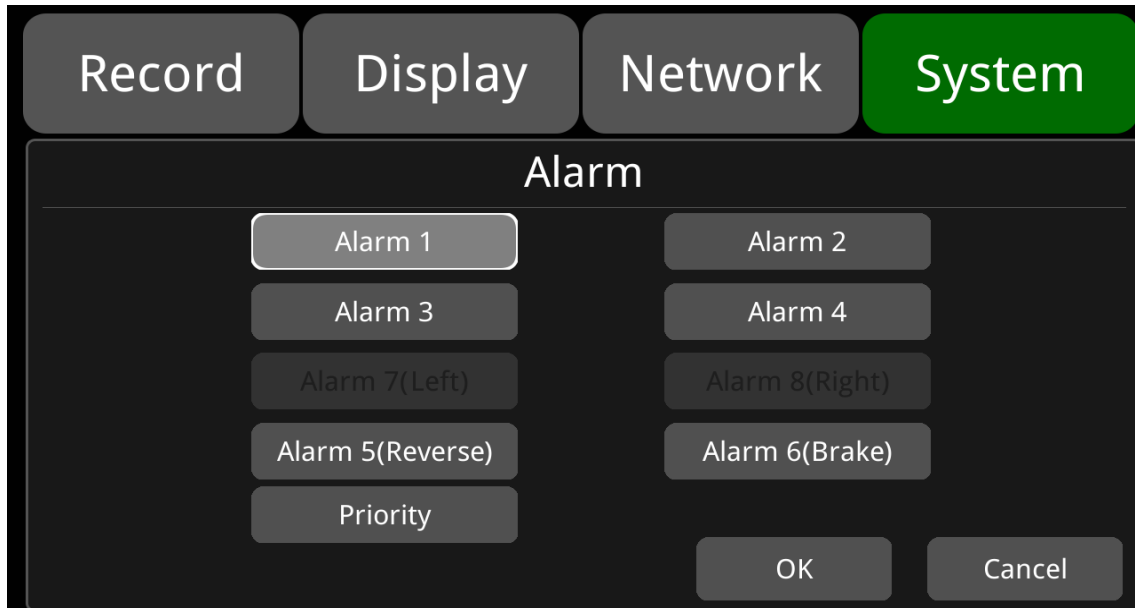 Record Display Network System
Alarm
Alarm 1 Alarm 2
Alarm 3 Alarm 4
Alarm 7(Left) Alarm 8(Right)
Alarm 5(Reverse) Alarm 6(Brake)
Priority
OK Cancel